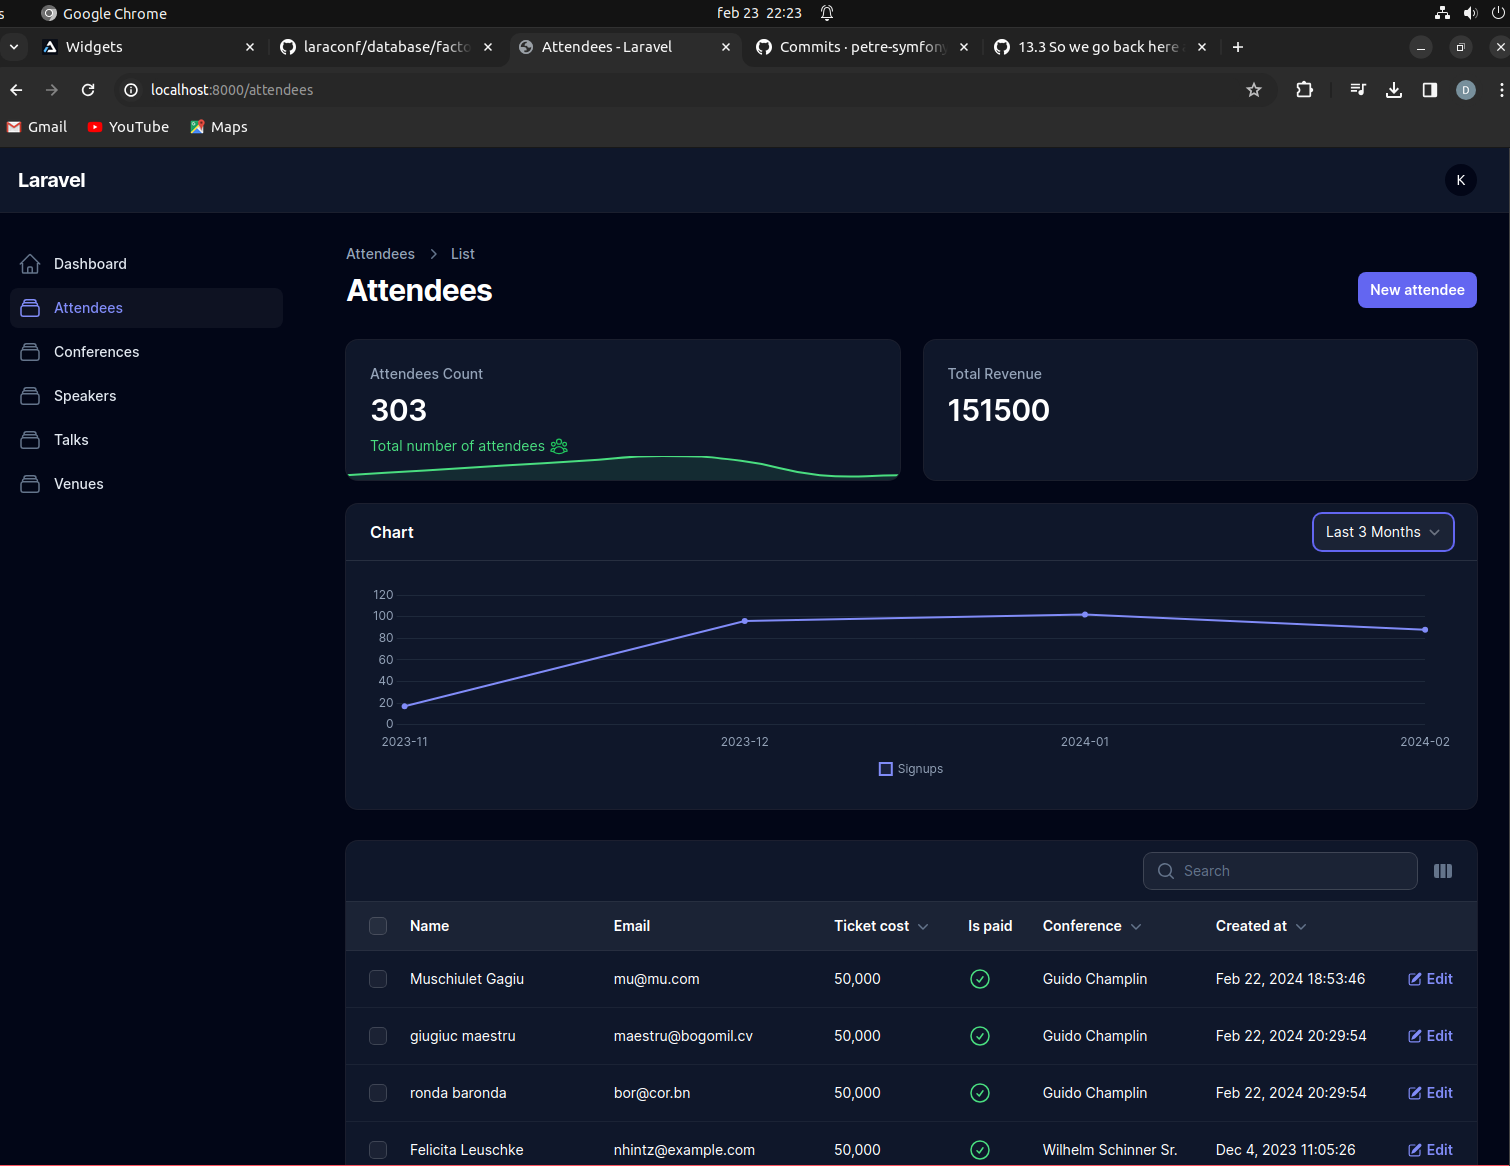 s Google Chrome feb 23 22:23
Widgets laraconf/database/facto Attendees - Laravel Commits · petre-symfony 13.3 So we go back here a
localhost:8000/attendees D
Gmail YouTube Maps
Laravel K
Dashboard
Attendees
Conferences
Speakers
Talks
Venues
Attendees List
Attendees
New attendee
Attendees Count
303
Total number of attendees
Total Revenue
151500
Chart
Last 3 Months
120
100
80
60
40
20
0
2023-11 2023-12 2024-01 2024-02
Signups
Search
Name Email Ticket cost Is paid Conference Created at
Muschiulet Gagiu mu@mu.com 50,000 Guido Champlin Feb 22, 2024 18:53:46 Edit
giugiuc maestru maestru@bogomil.cv 50,000 Guido Champlin Feb 22, 2024 20:29:54 Edit
ronda baronda bor@cor.bn 50,000 Guido Champlin Feb 22, 2024 20:29:54 Edit
Felicita Leuschke nhintz@example.com 50,000 Wilhelm Schinner Sr. Dec 4, 2023 11:05:26 Edit